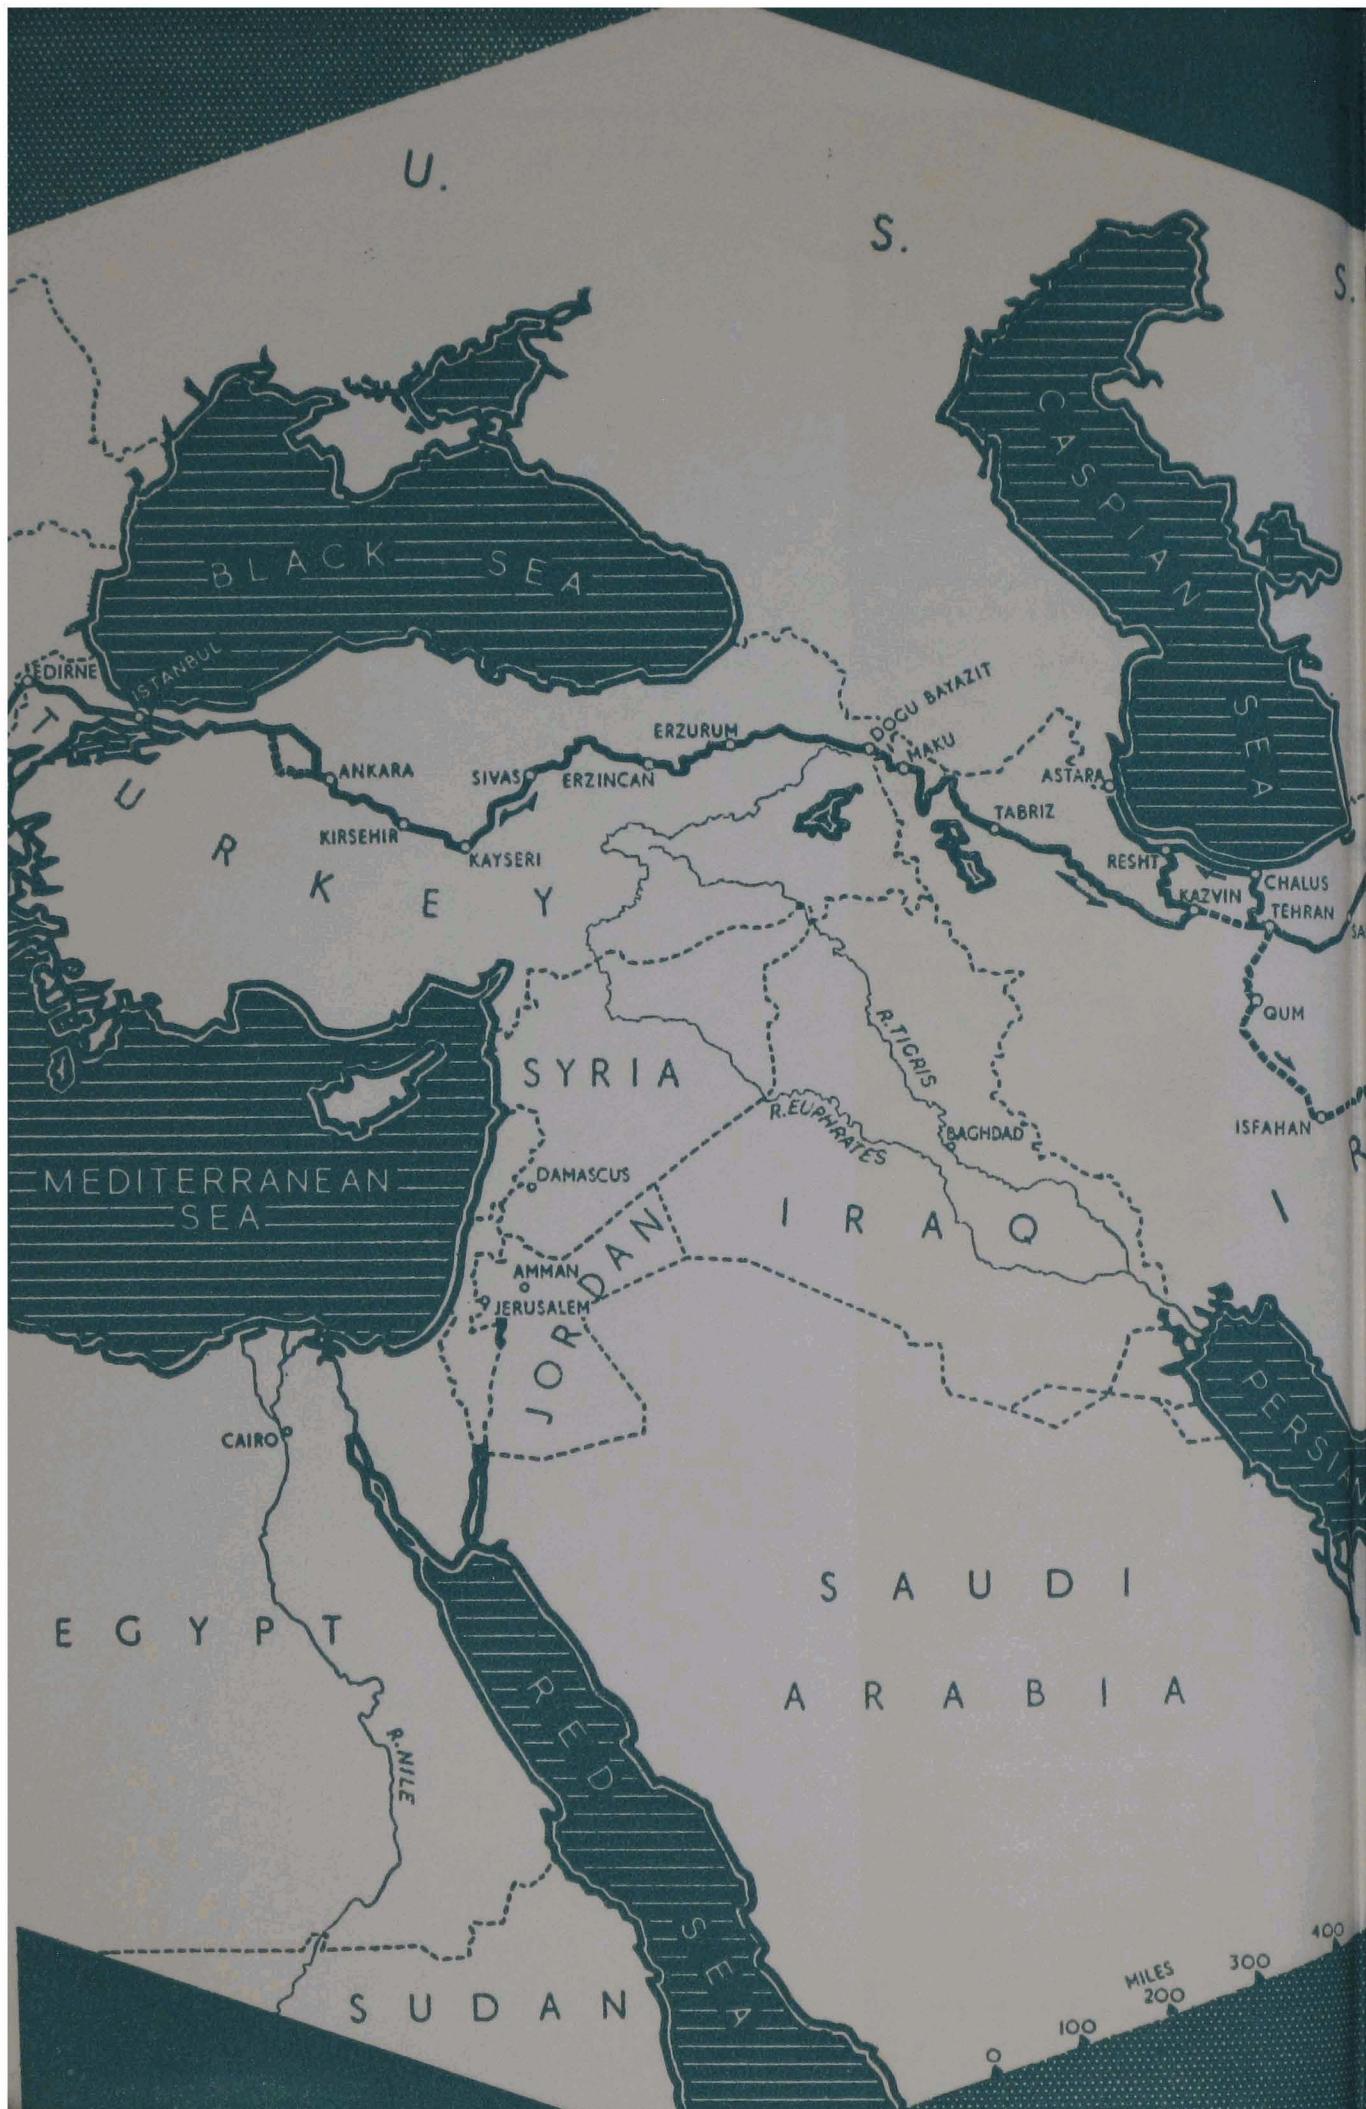 U. S. S.
CASPIAN SEA
BLACK SEA
EDIRNE
ISTANBUL
TURKEY
ANKARA
KIRSEHIR
KAYSERI
SIVAS
ERZINCAN
ERZURUM
DOGU BAYAZIT
MAKU
TABRIZ
ASTARA
RESHT
KAZVIN
CHALUS
TEHRAN
SA
QUM
ISFAHAN
I R
SYRIA
R. TIGRIS
R. EUPHRATES
BAGHDAD
IRAQ
MEDITERRANEAN
SEA
DAMASCUS
AMMAN
JERUSALEM
JORDAN
PERSIAN
CAIRO
EGYPT
R. NILE
SAUDI
ARABIA
RED SEA
SUDAN
MILES
0 100 200 300 400